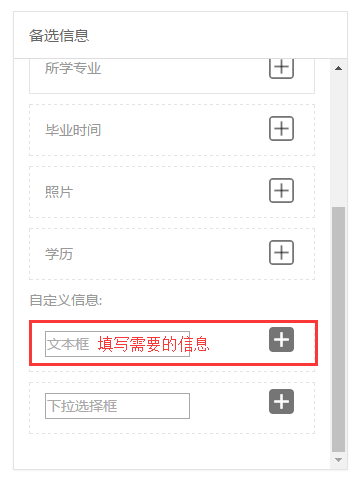 备选信息
所学专业
毕业时间
照片
学历
自定义信息:
文本框 填写需要的信息
下拉选择框